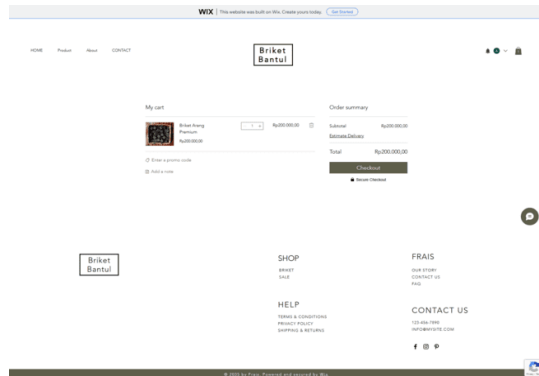 WIX | This website was built on Wix. Create yours today. Get Started
HOME Product About CONTACT
Briket
Bantul
My cart
Order summary
Briket Arang
Premium
Rp200.000,00
1 +
Rp200.000,00
Subtotal Rp200.000,00
Estimate Delivery
Total Rp200.000,00
Enter a promo code
Add a note
Checkout
Secure Checkout
Briket
Bantul
SHOP
BRIKET
SALE
HELP
TERMS & CONDITIONS
PRIVACY POLICY
SHIPPING & RETURNS
FRAIS
OUR STORY
CONTACT US
FAQ
CONTACT US
123-456-7890
INFO@MYSITE.COM
by Frais. Powered and secured by Wix